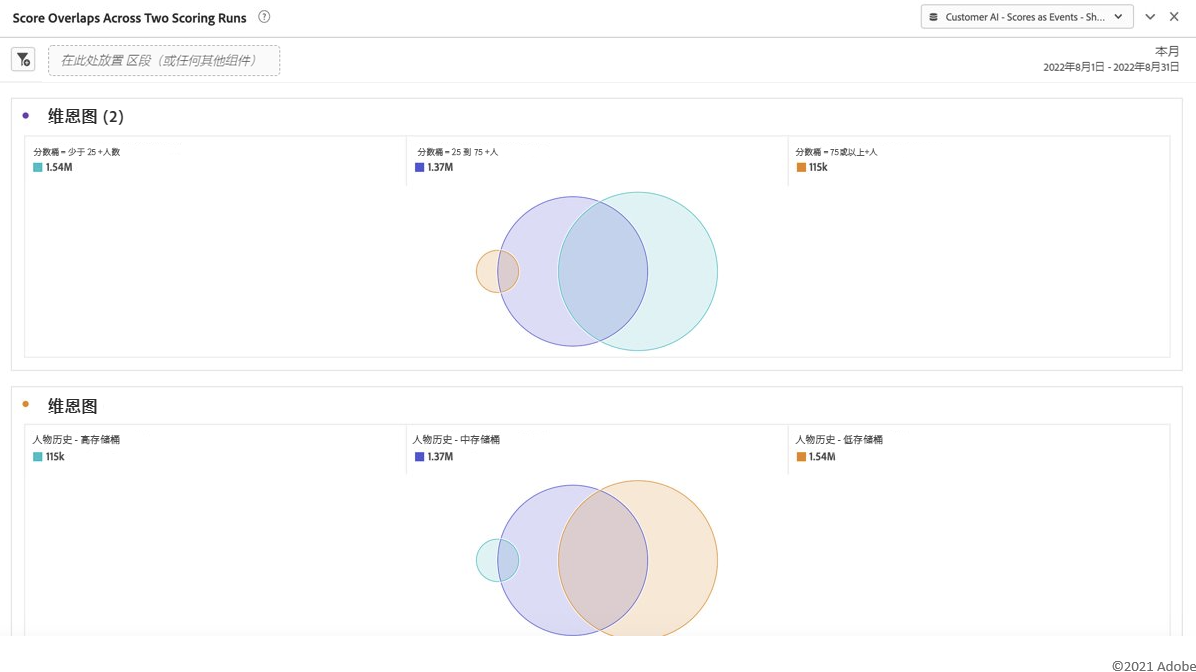 Score Overlaps Across Two Scoring Runs ?
Customer AI - Scores as Events - Sh...
在此处放置 区段（或任何其他组件）
本月
2022年8月1日 - 2022年8月31日
维恩图 (2)
分数桶 = 少于 25 +人数
1.54M
分数桶 = 25 到 75 +人
1.37M
分数桶 = 75或以上+人
115k
维恩图
人物历史 - 高存储桶
115k
人物历史 - 中存储桶
1.37M
人物历史 - 低存储桶
1.54M
©2021 Adobe